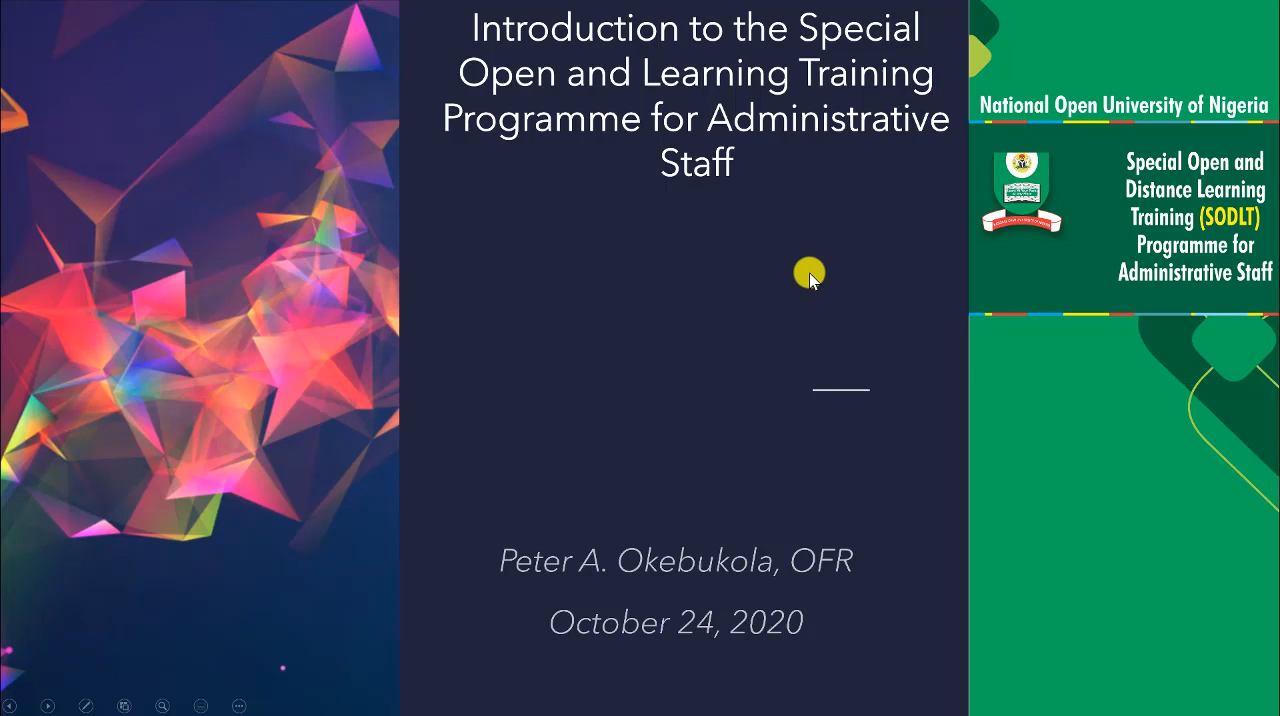 Introduction to the Special
Open and Learning Training
Programme for Administrative
Staff
Peter A. Okebukola, OFR
October 24, 2020
National Open University of Nigeria
Special Open and
Distance Learning
Training (SODLT)
Programme for
Administrative Staff